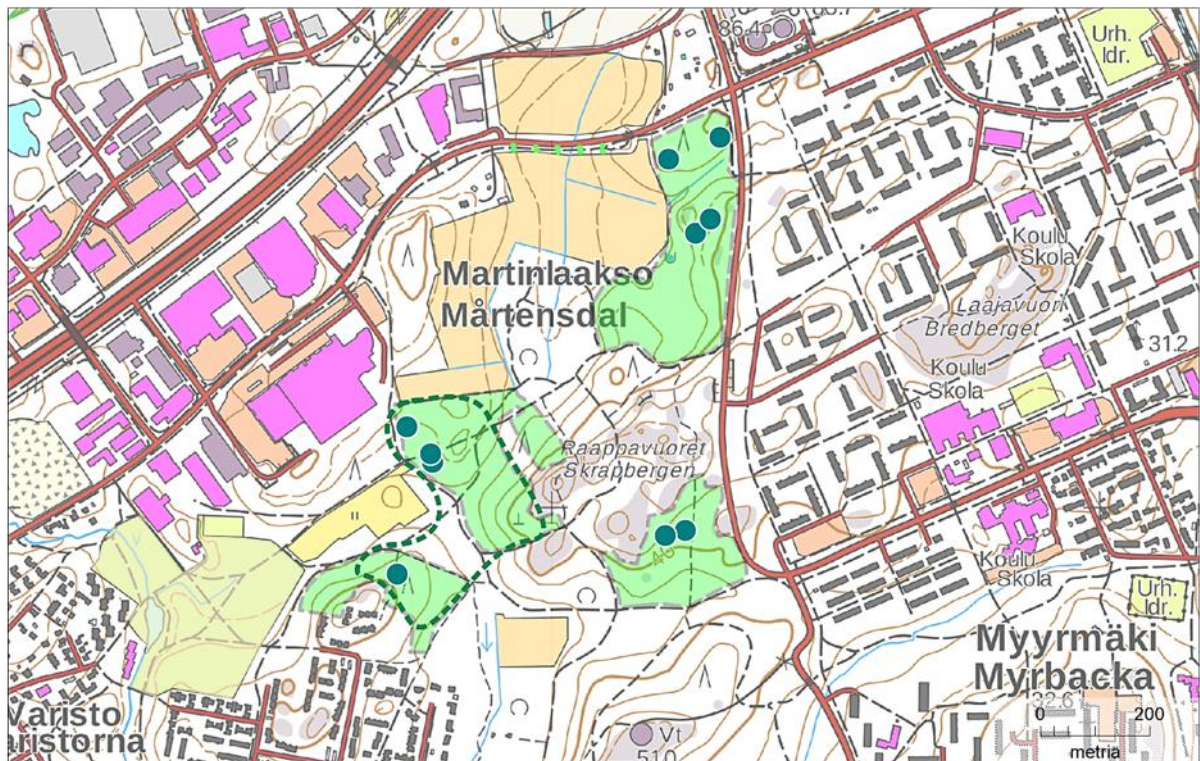 86.4
Urh.
Idr.
Koulu
Skola
Martinlaakso
Mårtensdal
Laajavuori
Bredberget
31.2
Koulu
Skola
Raappavuoret
Skrapbergen
Koulu
Skola
Urh.
Idr.
Myyrmäki
Myrbacka
32.6
0 200
metriä
Varisto
aristorna
Vt
51.0